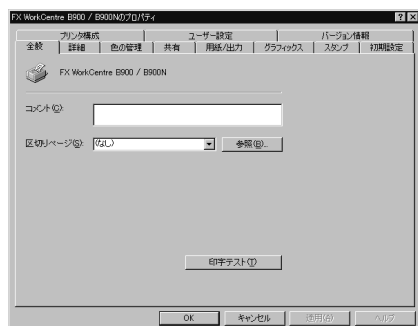 FX WorkCentre B900 / B900Nのプロパティ
プリンタ構成 ユーザー設定 バージョン情報
全般 詳細 色の管理 共有 用紙/出力 グラフィックス スタンプ 初期設定
FX WorkCentre B900 / B900N
コメント(C):
区切りページ(S): (なし) 参照(B)...
印字テスト(T)
OK キャンセル 適用(A) ヘルプ